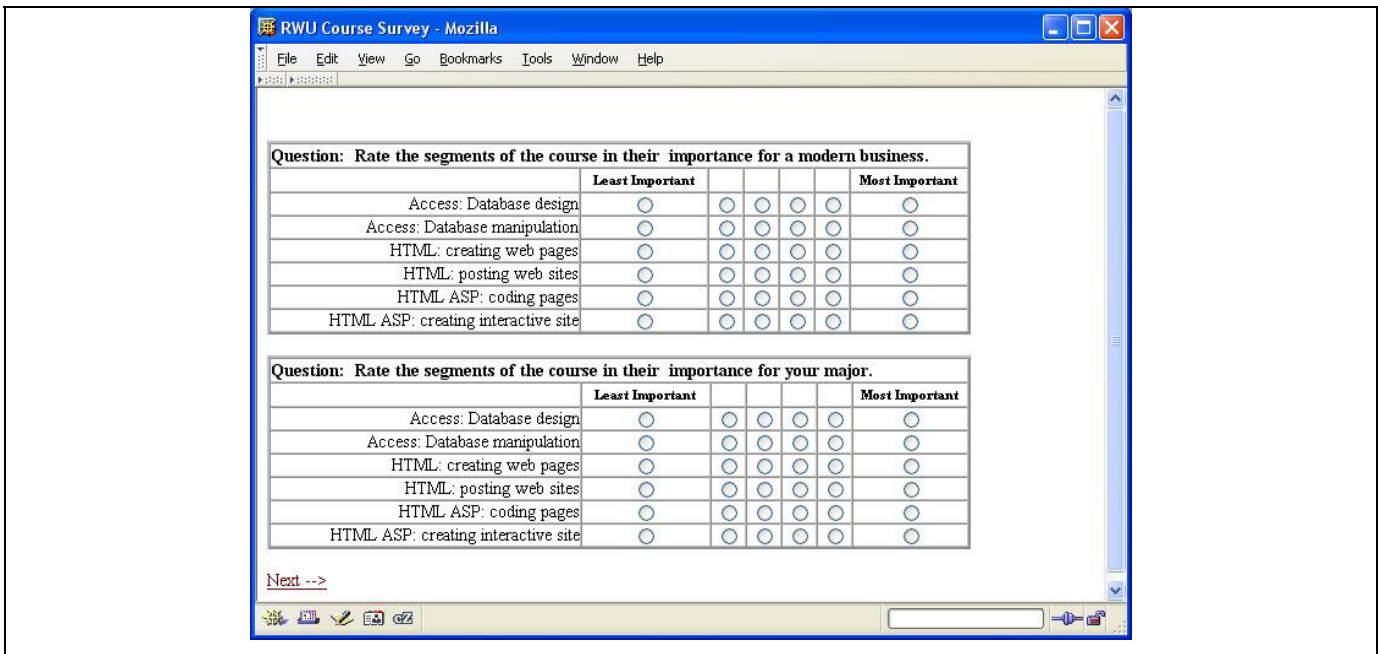 RWU Course Survey - Mozilla
File Edit View Go Bookmarks Tools Window Help
Question: Rate the segments of the course in their importance for a modern business.
Least Important Most Important
Access: Database design
Access: Database manipulation
HTML: creating web pages
HTML: posting web sites
HTML ASP: coding pages
HTML ASP: creating interactive site
Question: Rate the segments of the course in their importance for your major.
Least Important Most Important
Access: Database design
Access: Database manipulation
HTML: creating web pages
HTML: posting web sites
HTML ASP: coding pages
HTML ASP: creating interactive site
Next -->